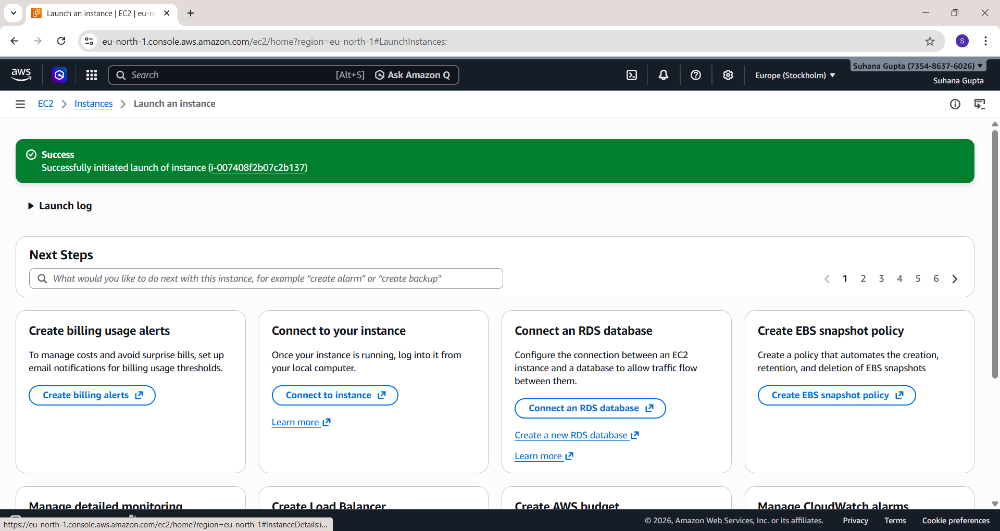 Launch an instance | EC2 | eu-n
eu-north-1.console.aws.amazon.com/ec2/home?region=eu-north-1#LaunchInstances:
S
aws
Search
[Alt+S]
Ask Amazon Q
Europe (Stockholm)
Suhana Gupta (7354-8637-6026)
Suhana Gupta
EC2
Instances
Launch an instance
Success
Successfully initiated launch of instance (i-007408f2b07c2b137)
Launch log
Next Steps
What would you like to do next with this instance, for example “create alarm” or “create backup"
1 2 3 4 5 6
Create billing usage alerts
To manage costs and avoid surprise bills, set up
email notifications for billing usage thresholds.
Create billing alerts
Connect to your instance
Once your instance is running, log into it from
your local computer.
Connect to instance
Learn more
Connect an RDS database
Configure the connection between an EC2
instance and a database to allow traffic flow
between them.
Connect an RDS database
Create a new RDS database
Learn more
Create EBS snapshot policy
Create a policy that automates the creation,
retention, and deletion of EBS snapshots
Create EBS snapshot policy
Manage detailed monitoring
Create Load Balancer
Create AWS budget
Manage CloudWatch alarms
https://eu-north-1.console.aws.amazon.com/ec2/home?region=eu-north-1#InstanceDetails:i...
© 2026, Amazon Web Services, Inc. or its affiliates.
Privacy
Terms
Cookie preferences